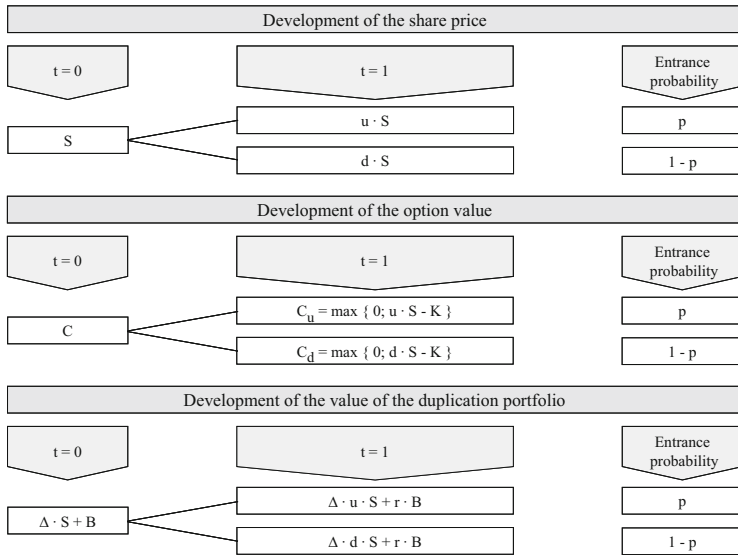 Development of the share price
t = 0
t = 1
Entrance
probability
S
u · S
p
d · S
1 - p
Development of the option value
t = 0
t = 1
Entrance
probability
C
C_u = max { 0; u · S - K }
p
C_d = max { 0; d · S - K }
1 - p
Development of the value of the duplication portfolio
t = 0
t = 1
Entrance
probability
Δ · S + B
Δ · u · S + r · B
p
Δ · d · S + r · B
1 - p